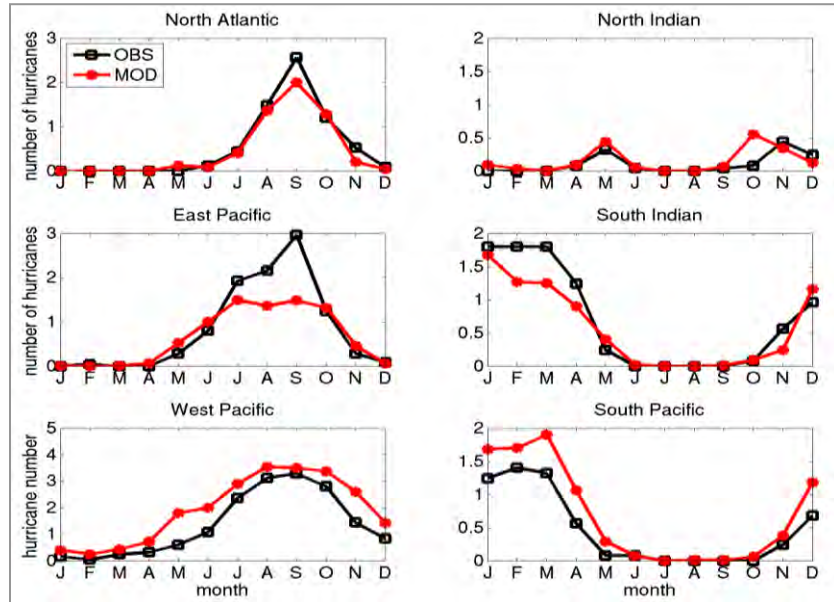 North Atlantic
number of hurricanes
3
2
1
0
OBS
MOD
J F M A M J J A S O N D
North Indian
2
1.5
1
0.5
0
J F M A M J J A S O N D
East Pacific
number of hurricanes
3
2
1
0
J F M A M J J A S O N D
South Indian
2
1.5
1
0.5
0
J F M A M J J A S O N D
West Pacific
hurricane number
5
4
3
2
1
0
J F M A M J J A S O N D
month
South Pacific
2
1.5
1
0.5
0
J F M A M J J A S O N D
month